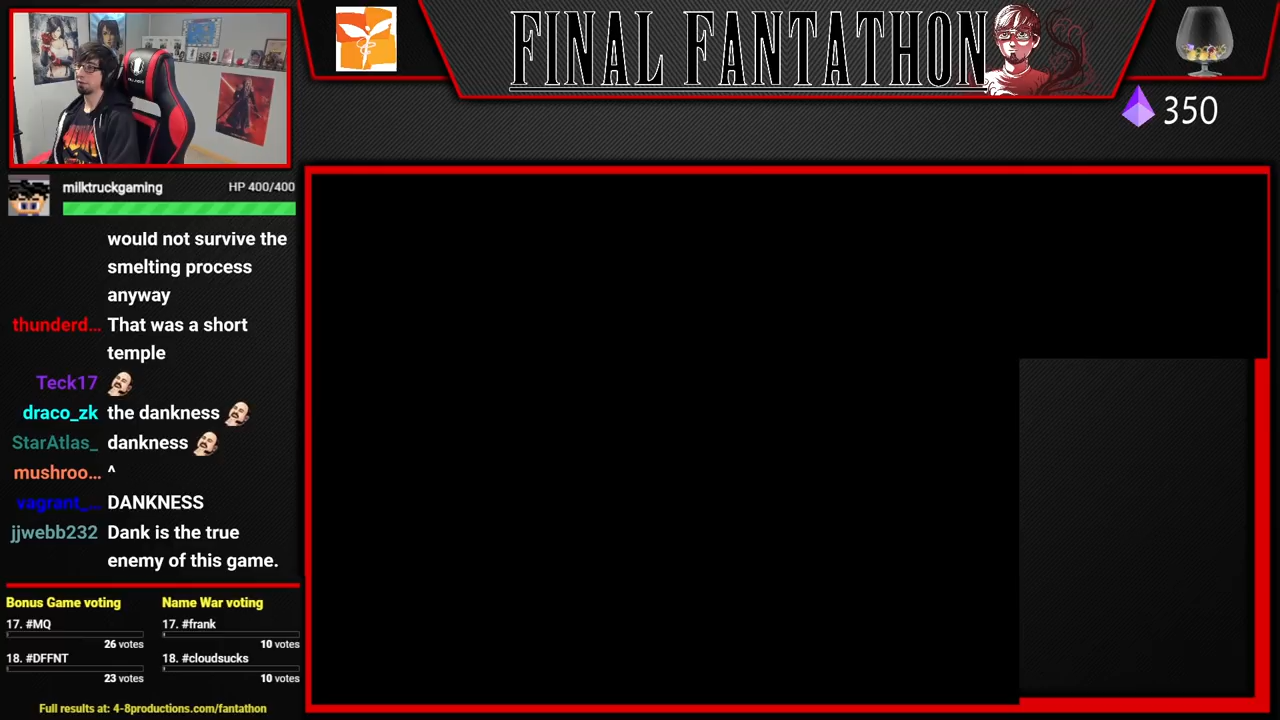 FINAL FANTATHON
350
milktruckgaming HP 400/400
would not survive the
smelting process
anyway
thunderd... That was a short
temple
Teck17
draco_zk the dankness
StarAtlas_ dankness
mushroo... ^
vagrant_... DANKNESS
jjwebb232 Dank is the true
enemy of this game.
Bonus Game voting
17. #MQ
26 votes
18. #DFFNT
23 votes
Name War voting
17. #frank
10 votes
18. #cloudsucks
10 votes
Full results at: 4-8productions.com/fantathon